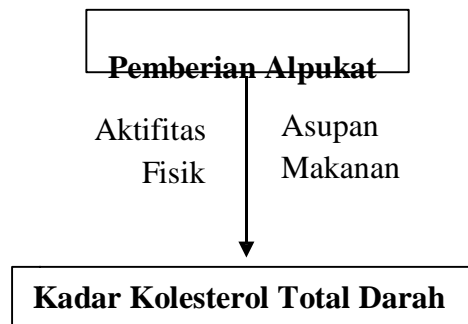 Pemberian Alpukat
Aktifitas
Fisik
Asupan
Makanan
Kadar Kolesterol Total Darah